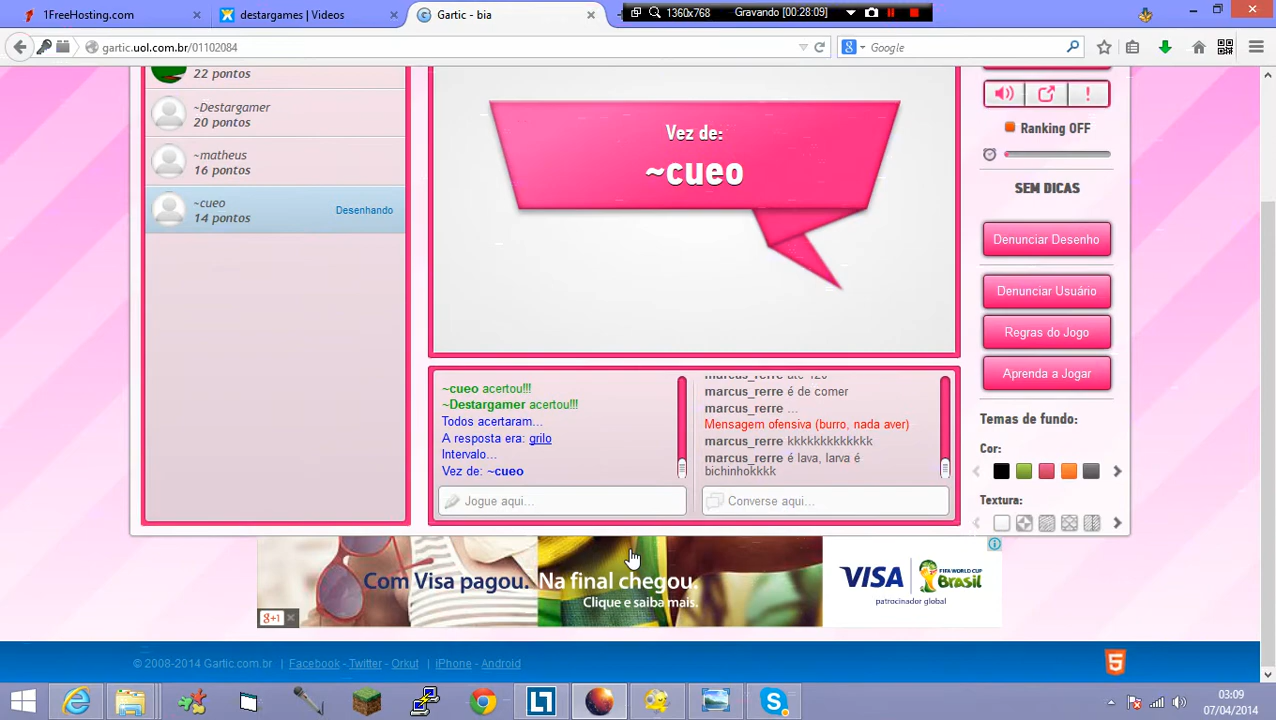 1FreeHosting.com
destargames | Videos
Gartic - bia
1360x768
Gravando [00:28:09]
gartic.uol.com.br/01102084
Google
22 pontos
~Destargamer
20 pontos
~matheus
16 pontos
~cueo
14 pontos
Desenhando
Vez de:
~cueo
Ranking OFF
SEM DICAS
Denunciar Desenho
Denunciar Usuário
Regras do Jogo
Aprenda a Jogar
Temas de fundo:
Cor:
Textura:
~cueo acertou!!!
~Destargamer acertou!!!
Todos acertaram...
A resposta era: grilo
Intervalo...
Vez de: ~cueo
Jogue aqui...
marcus_rerre é de comer
marcus_rerre ...
Mensagem ofensiva (burro, nada aver)
marcus_rerre kkkkkkkkkkkkk
marcus_rerre é lava, larva é
bichinhokkkk
Converse aqui...
Com Visa pagou. Na final chegou.
Clique e saiba mais.
VISA
patrocinador global
FIFA WORLD CUP
Brasil
g+1
© 2008-2014 Gartic.com.br | Facebook - Twitter - Orkut | iPhone - Android
03:09
07/04/2014